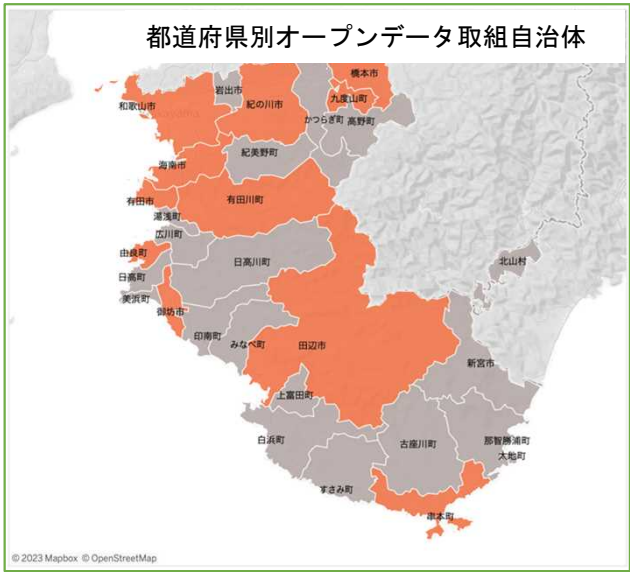 都道府県別オープンデータ取組自治体
橋本市
岩出市
和歌山市
紀の川市
九度山町
かつらぎ町
高野町
紀美野町
海南市
有田市
有田川町
湯浅町
広川町
由良町
日高川町
北山村
日高町
美浜町
御坊市
印南町
みなべ町
田辺市
新宮市
上富田町
白浜町
古座川町
那智勝浦町
太地町
すさみ町
串本町
© 2023 Mapbox © OpenStreetMap